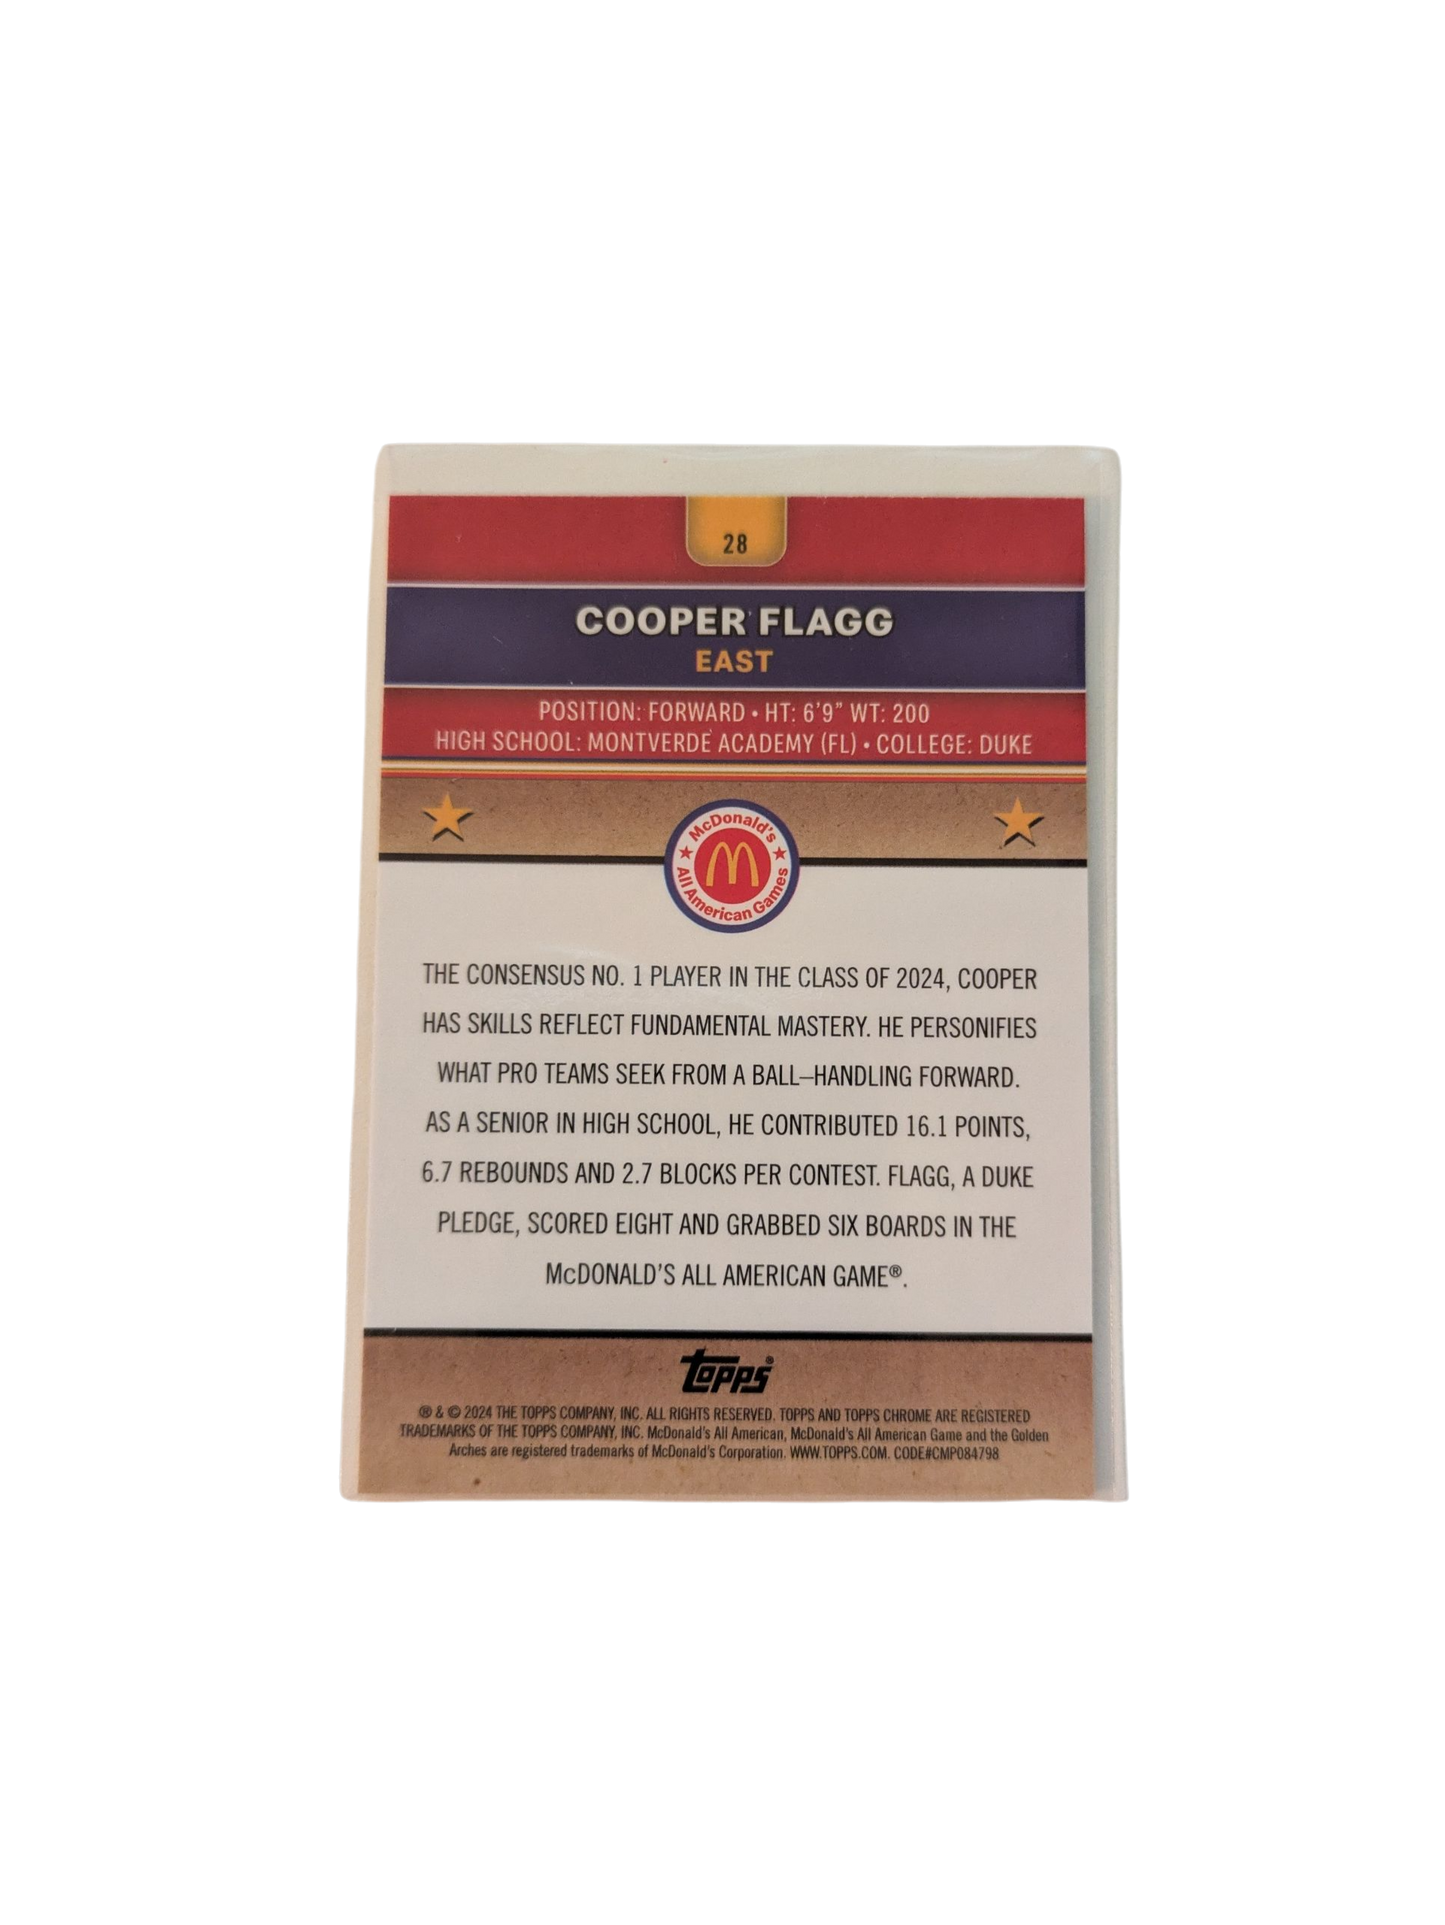 28
COOPER FLAGG
EAST
POSITION: FORWARD • HT: 6'9" WT: 200
HIGH SCHOOL: MONTVERDE ACADEMY (FL) • COLLEGE: DUKE
McDonald's
All American Games
THE CONSENSUS NO. 1 PLAYER IN THE CLASS OF 2024, COOPER
HAS SKILLS REFLECT FUNDAMENTAL MASTERY. HE PERSONIFIES
WHAT PRO TEAMS SEEK FROM A BALL–HANDLING FORWARD.
AS A SENIOR IN HIGH SCHOOL, HE CONTRIBUTED 16.1 POINTS,
6.7 REBOUNDS AND 2.7 BLOCKS PER CONTEST. FLAGG, A DUKE
PLEDGE, SCORED EIGHT AND GRABBED SIX BOARDS IN THE
McDONALD'S ALL AMERICAN GAME®.
Topps®
® & © 2024 THE TOPPS COMPANY, INC. ALL RIGHTS RESERVED. TOPPS AND TOPPS CHROME ARE REGISTERED
TRADEMARKS OF THE TOPPS COMPANY, INC. McDonald's All American, McDonald's All American Game and the Golden
Arches are registered trademarks of McDonald's Corporation. WWW.TOPPS.COM. CODE#CMP084798